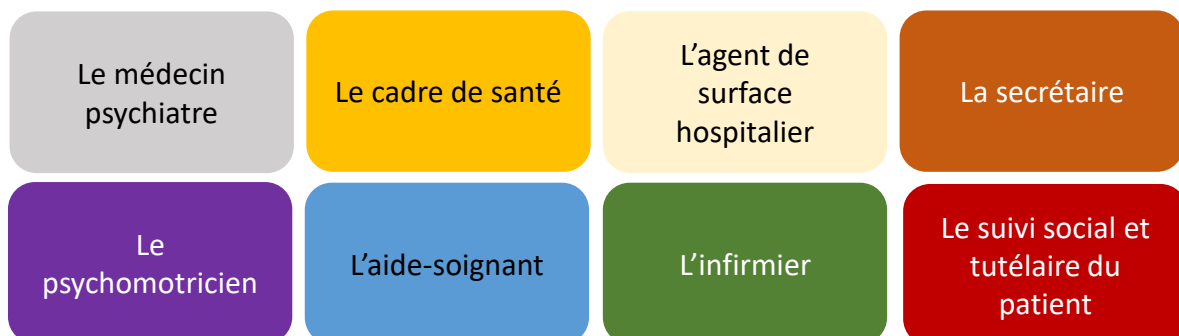 Le médecin
psychiatre
Le cadre de santé
L’agent de
surface
hospitalier
La secrétaire
Le
psychomotricien
L’aide-soignant
L’infirmier
Le suivi social et
tutélaire du
patient